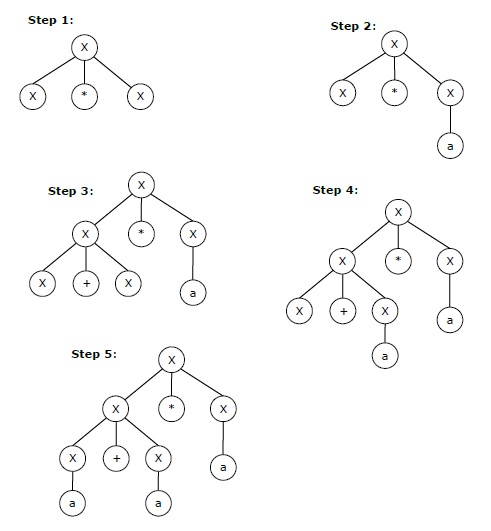 Step 1:
X
X * X
Step 2:
X
X * X
a
Step 3:
X
X * X
X + X
a
Step 4:
X
X * X
X + X
a
a
Step 5:
X
X * X
X + X
a
a a